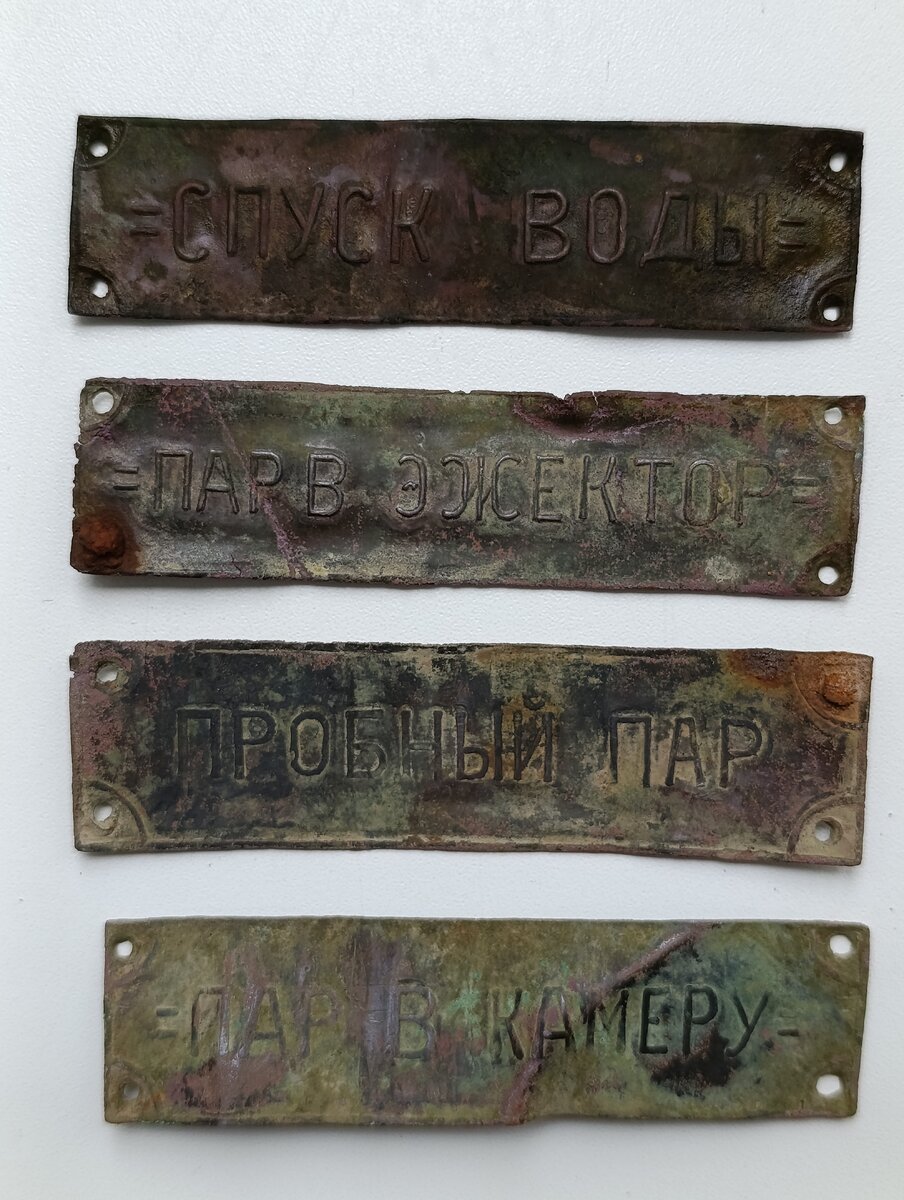 =СПУСК ВОДЫ=
=ПАР В ЭЖЕКТОР=
ПРОБНЫЙ ПАР
=ПАР В КАМЕРУ=